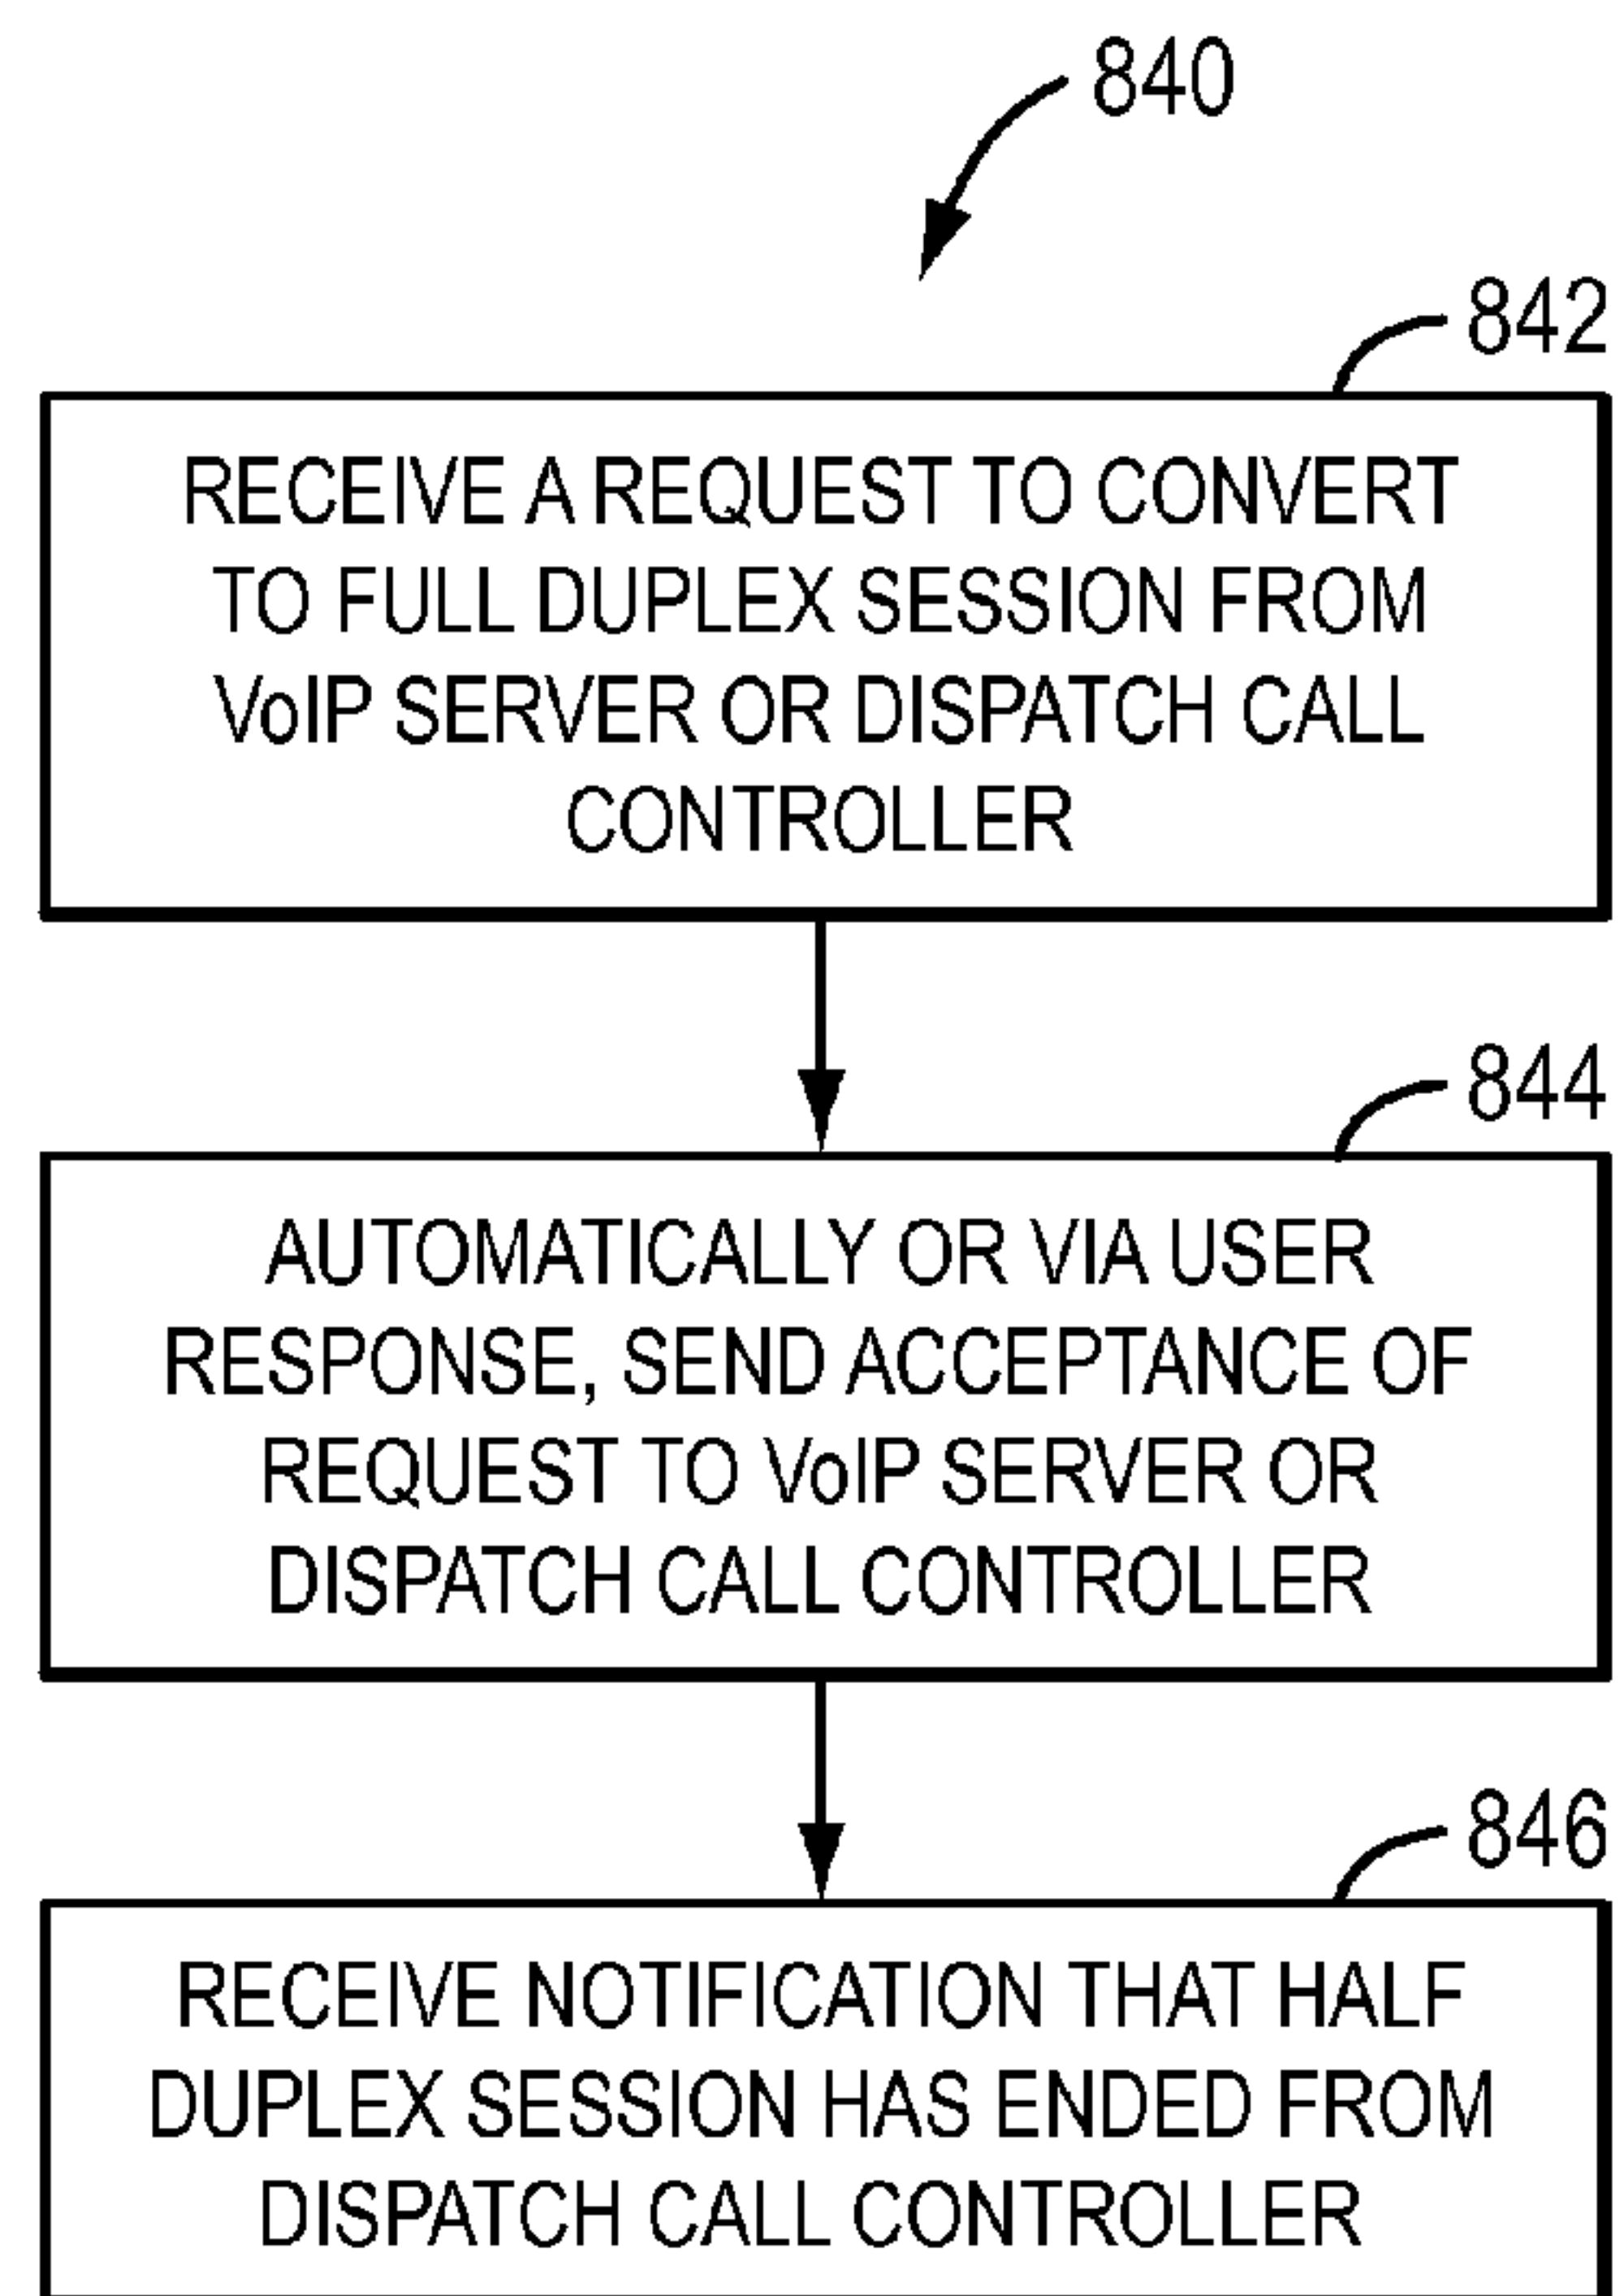 840
842
RECEIVE A REQUEST TO CONVERT
TO FULL DUPLEX SESSION FROM
VoIP SERVER OR DISPATCH CALL
CONTROLLER
844
AUTOMATICALLY OR VIA USER
RESPONSE, SEND ACCEPTANCE OF
REQUEST TO VoIP SERVER OR
DISPATCH CALL CONTROLLER
846
RECEIVE NOTIFICATION THAT HALF
DUPLEX SESSION HAS ENDED FROM
DISPATCH CALL CONTROLLER